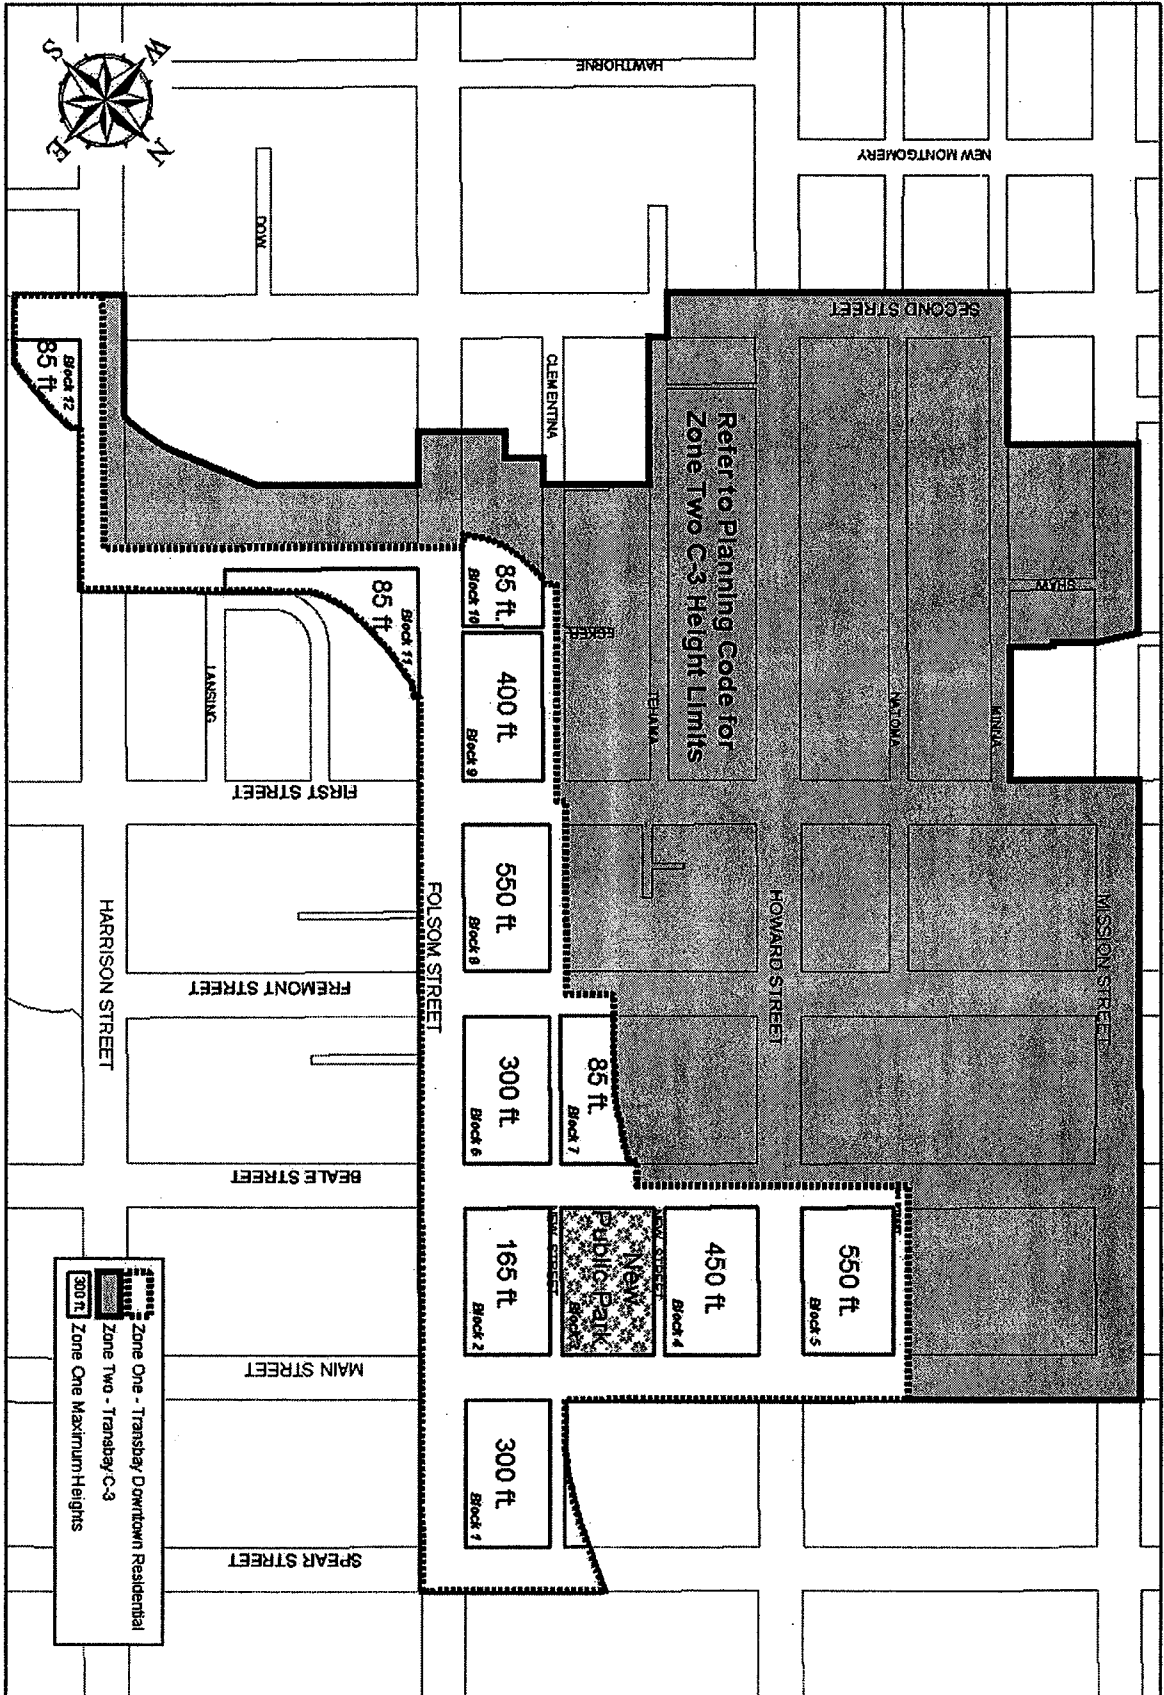 W
S
N
E
HAWTHORNE
NEW MONTGOMERY
DOW
CLEMENTINA
SECOND STREET
SHAW
MINNA
NATOMA
TEHAMA
ECKER
LANSING
Refer to Planning Code for
Zone Two C-3 Height Limits
Block 12
85 ft.
Block 11
85 ft.
85 ft.
Block 10
400 ft.
Block 9
550 ft
Block 8
300 ft.
Block 6
85 ft.
Block 7
165 ft
Block 2
New
Public Park
NEW STREET
NEW STREET
450 ft.
Block 4
550 ft.
Block 5
300 ft.
Block 1
MISSION STREET
HOWARD STREET
FOLSOM STREET
HARRISON STREET
FIRST STREET
FREMONT STREET
BEALE STREET
MAIN STREET
SPEAR STREET
Zone One - Transbay Downtown Residential
Zone Two - Transbay C-3
300 ft.
Zone One Maximum Heights